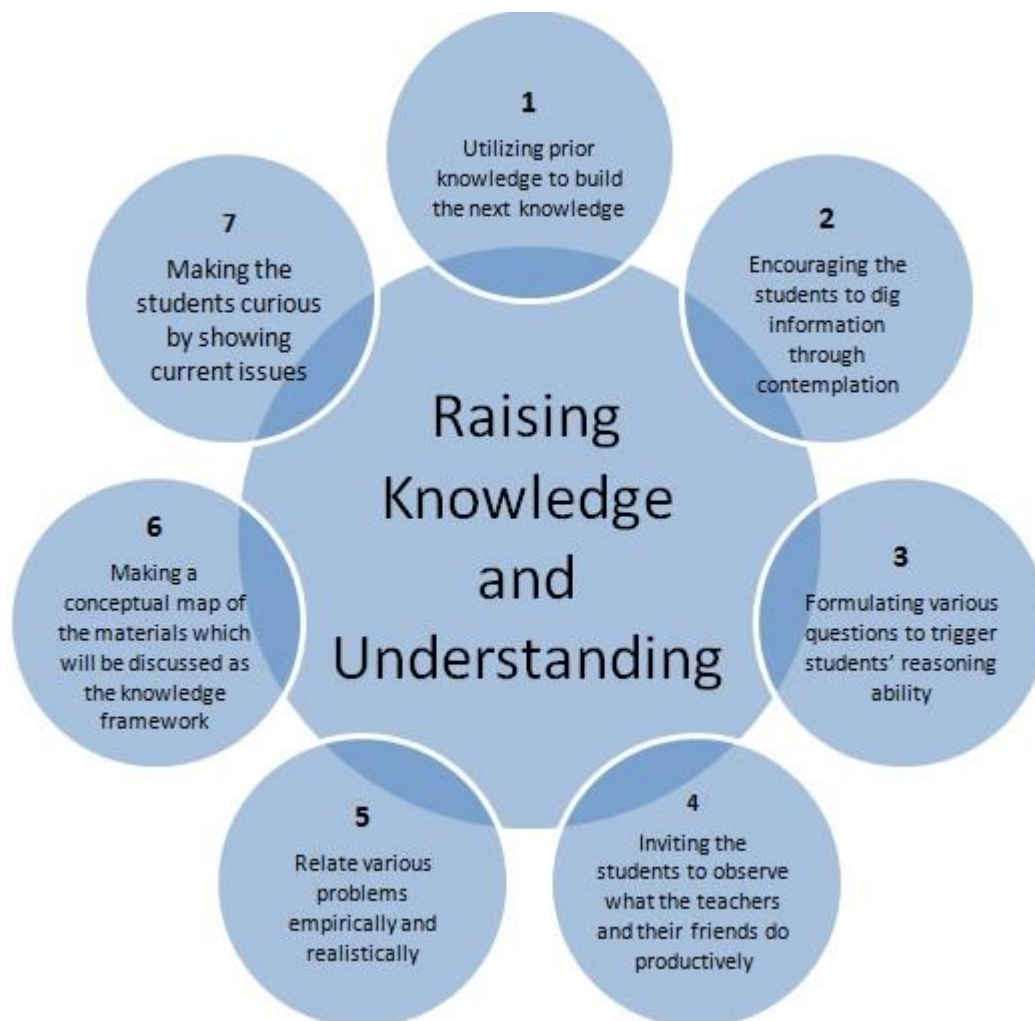 1
Utilizing prior
knowledge to build
the next knowledge
2
Encouraging the
students to dig
information
through
contemplation
3
Formulating various
questions to trigger
students’ reasoning
ability
4
Inviting the
students to observe
what the teachers
and their friends do
productively
5
Relate various
problems
empirically and
realistically
6
Making a
conceptual map of
the materials which
will be discussed as
the knowledge
framework
7
Making the
students curious
by showing
current issues
Raising
Knowledge
and
Understanding